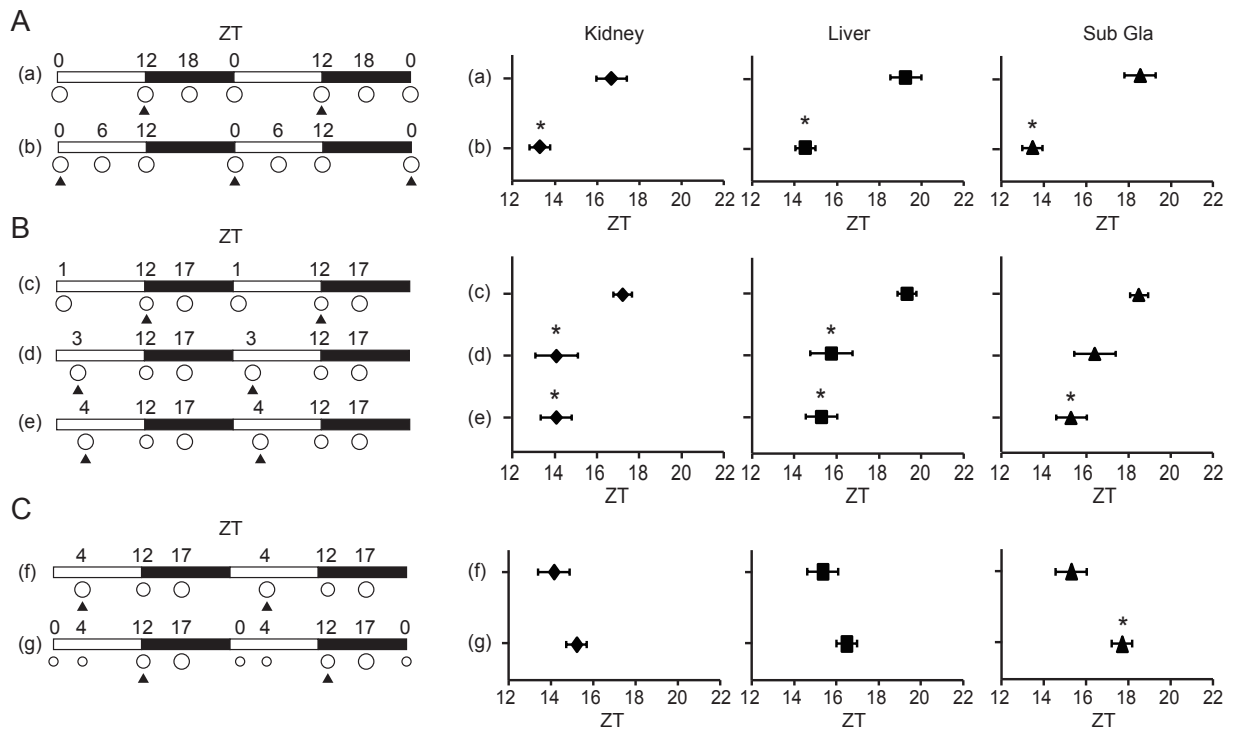 A
ZT
Kidney Liver Sub Gla
0 12 18 0 12 18 0
(a)
(a)
0 6 12 0 6 12 0
(b)
(b)
* * *
12 14 16 18 20 22 12 14 16 18 20 22 12 14 16 18 20 22
ZT ZT ZT
B
ZT
1 12 17 1 12 17
(c)
(c)
3 12 17 3 12 17
(d)
(d)
* *
4 12 17 4 12 17
(e)
(e)
* * *
12 14 16 18 20 22 12 14 16 18 20 22 12 14 16 18 20 22
ZT ZT ZT
C
ZT
4 12 17 4 12 17
(f)
(f)
0 4 12 17 0 4 12 17 0
(g)
(g)
*
12 14 16 18 20 22 12 14 16 18 20 22 12 14 16 18 20 22
ZT ZT ZT